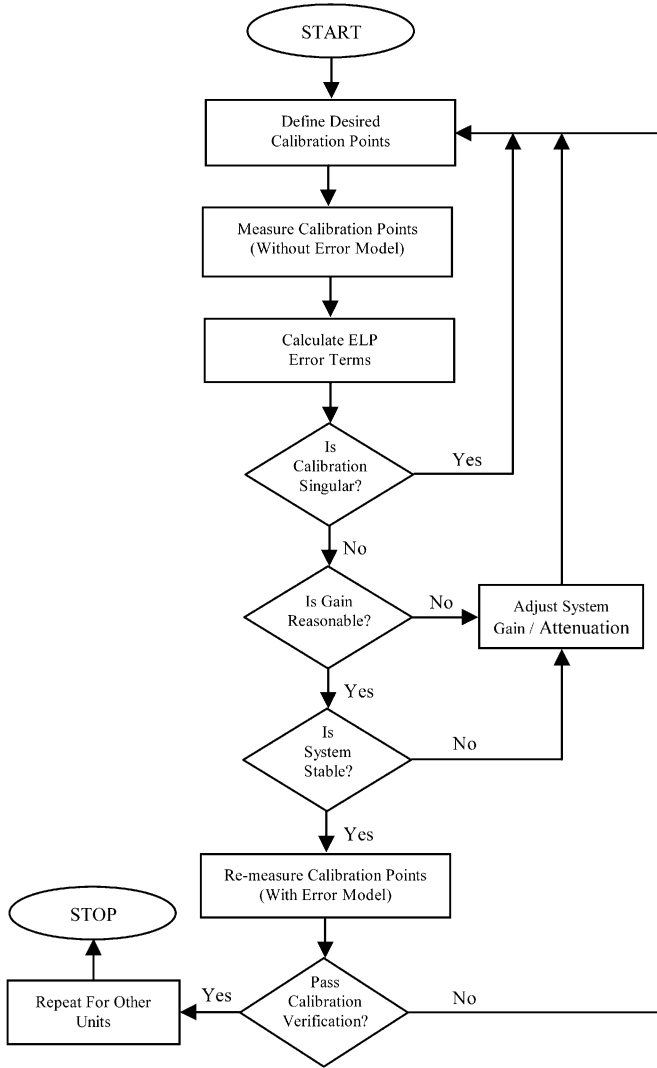 START
Define Desired
Calibration Points
Measure Calibration Points
(Without Error Model)
Calculate ELP
Error Terms
Is
Calibration
Singular?
Yes
No
Is Gain
Reasonable?
No
Adjust System
Gain / Attenuation
Yes
Is
System
Stable?
No
Yes
Re-measure Calibration Points
(With Error Model)
STOP
Pass
Calibration
Verification?
Yes
No
Repeat For Other
Units